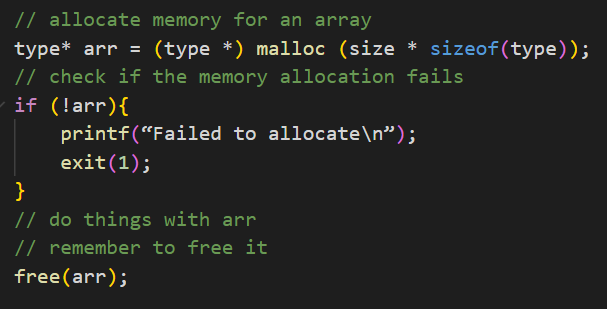 // allocate memory for an array
type* arr = (type *) malloc (size * sizeof(type));
// check if the memory allocation fails
if (!arr){
    printf(“Failed to allocate\n”);
    exit(1);
}
// do things with arr
// remember to free it
free(arr);